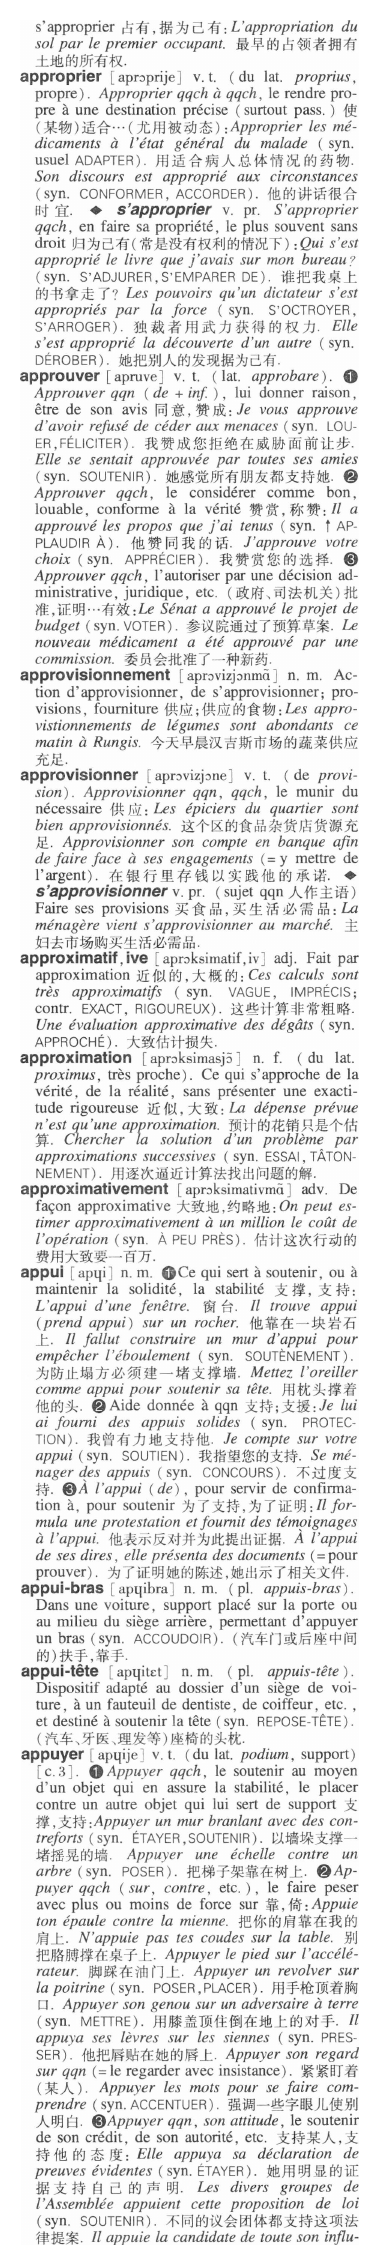 s'approprier 占有,据为己有: L'appropriation du
sol par le premier occupant. 最早的占领者拥有
土地的所有权.
approprier [aprɔprije] v. t. (du lat. proprius,
propre). Approprier qqch à qqch, le rendre pro-
pre à une destination précise (surtout pass.) 使
(某物)适合…(尤用被动态): Approprier les mé-
dicaments à l'état général du malade (syn.
usuel ADAPTER). 用适合病人总体情况的药物.
Son discours est approprié aux circonstances
(syn. CONFORMER, ACCORDER). 他的讲话很合
时宜. ◆ s'approprier v. pr. S'approprier
qqch, en faire sa propriété, le plus souvent sans
droit 归为己有(常是没有权利的情况下): Qui s'est
approprié le livre que j'avais sur mon bureau?
(syn. S'ADJURER, S'EMPARER DE). 谁把我桌上
的书拿走了? Les pouvoirs qu'un dictateur s'est
appropriés par la force (syn. S'OCTROYER,
S'ARROGER). 独裁者用武力获得的权力. Elle
s'est approprié la découverte d'un autre (syn.
DÉROBER). 她把别人的发现据为己有.
approuver [apruve] v. t. (lat. approbare). ❶
Approuver qqn (de + inf.), lui donner raison,
être de son avis 同意,赞成: Je vous approuve
d'avoir refusé de céder aux menaces (syn. LOU-
ER, FÉLICITER). 我赞成您拒绝在威胁面前让步.
Elle se sentait approuvée par toutes ses amies
(syn. SOUTENIR). 她感觉所有朋友都支持她. ❷
Approuver qqch, le considérer comme bon,
louable, conforme à la vérité 赞赏,称赞: Il a
approuvé les propos que j'ai tenus (syn. ↑ AP-
PLAUDIR À). 他赞同我的话. J'approuve votre
choix (syn. APPRÉCIER). 我赞赏您的选择. ❸
Approuver qqch, l'autoriser par une décision ad-
ministrative, juridique, etc. (政府、司法机关)批
准,证明…有效: Le Sénat a approuvé le projet de
budget (syn. VOTER). 参议院通过了预算草案. Le
nouveau médicament a été approuvé par une
commission. 委员会批准了一种新药.
approvisionnement [aprɔvizjɔnmɑ̃] n. m. Ac-
tion d'approvisionner, de s'approvisionner; pro-
visions, fourniture 供应;供应的食物: Les appro-
vistionnements de légumes sont abondants ce
matin à Rungis. 今天早晨汉吉斯市场的蔬菜供应
充足.
approvisionner [aprɔvizjɔne] v. t. (de provi-
sion). Approvisionner qqn, qqch, le munir du
nécessaire 供应: Les épiciers du quartier sont
bien approvisionnés. 这个区的食品杂货店货源充
足. Approvisionner son compte en banque afin
de faire face à ses engagements (= y mettre de
l'argent). 在银行里存钱以实践他的承诺. ◆
s'approvisionner v. pr. (sujet qqn 人作主语)
Faire ses provisions 买食品,买生活必需品: La
ménagère vient s'approvisionner au marché. 主
妇去市场购买生活必需品.
approximatif, ive [aprɔksimatif, iv] adj. Fait par
approximation 近似的,大概的: Ces calculs sont
très approximatifs (syn. VAGUE, IMPRÉCIS;
contr. EXACT, RIGOUREUX). 这些计算非常粗略.
Une évaluation approximative des dégâts (syn.
APPROCHÉ). 大致估计损失.
approximation [aprɔksimasjɔ̃] n. f. (du lat.
proximus, très proche). Ce qui s'approche de la
vérité, de la réalité, sans présenter une exacti-
tude rigoureuse 近似,大致: La dépense prévue
n'est qu'une approximation. 预计的花销只是个估
算. Chercher la solution d'un problème par
approximations successives (syn. ESSAI, TÂTON-
NEMENT). 用逐次逼近计算法找出问题的解.
approximativement [aprɔksimativmɑ̃] adv. De
façon approximative 大致地,约略地: On peut es-
timer approximativement à un million le coût de
l'opération (syn. À PEU PRÈS). 估计这次行动的
费用大致要一百万.
appui [apɥi] n. m. ❶ Ce qui sert à soutenir, ou à
maintenir la solidité, la stabilité 支撑,支持:
L'appui d'une fenêtre. 窗台. Il trouve appui
(prend appui) sur un rocher. 他靠在一块岩石
上. Il fallut construire un mur d'appui pour
empêcher l'éboulement (syn. SOUTÈNEMENT).
为防止塌方必须建一堵支撑墙. Mettez l'oreiller
comme appui pour soutenir sa tête. 用枕头撑着
他的头. ❷ Aide donnée à qqn 支持;支援: Je lui
ai fourni des appuis solides (syn. PROTEC-
TION). 我曾有力地支持他. Je compte sur votre
appui (syn. SOUTIEN). 我指望您的支持. Se mé-
nager des appuis (syn. CONCOURS). 不过度支
持. ❸ À l'appui (de), pour servir de confirma-
tion à, pour soutenir 为了支持,为了证明: Il for-
mula une protestation et fournit des témoignages
à l'appui. 他表示反对并为此提出证据. À l'appui
de ses dires, elle présenta des documents (= pour
prouver). 为了证明她的陈述,她出示了相关文件.
appui-bras [apɥibra] n. m. (pl. appuis-bras).
Dans une voiture, support placé sur la porte ou
au milieu du siège arrière, permettant d'appuyer
un bras (syn. ACCOUDOIR). (汽车门或后座中间
的)扶手,靠手.
appui-tête [apɥitɛt] n. m. (pl. appuis-tête).
Dispositif adapté au dossier d'un siège de voi-
ture, à un fauteuil de dentiste, de coiffeur, etc.,
et destiné à soutenir la tête (syn. REPOSE-TÊTE).
(汽车、牙医、理发等)座椅的头枕.
appuyer [apɥije] v. t. (du lat. podium, support)
[c. 3]. ❶ Appuyer qqch, le soutenir au moyen
d'un objet qui en assure la stabilité, le placer
contre un autre objet qui lui sert de support 支
撑,支持: Appuyer un mur branlant avec des con-
treforts (syn. ÉTAYER, SOUTENIR). 以墙垛支撑一
堵摇晃的墙. Appuyer une échelle contre un
arbre (syn. POSER). 把梯子架靠在树上. ❷ Ap-
puyer qqch (sur, contre, etc.), le faire peser
avec plus ou moins de force sur 靠,倚: Appuie
ton épaule contre la mienne. 把你的肩靠在我的
肩上. N'appuie pas tes coudes sur la table. 别
把胳膊撑在桌子上. Appuyer le pied sur l'accélé-
rateur. 脚踩在油门上. Appuyer un revolver sur
la poitrine (syn. POSER, PLACER). 用手枪顶着胸
口. Appuyer son genou sur un adversaire à terre
(syn. METTRE). 用膝盖顶住倒在地上的对手. Il
appuya ses lèvres sur les siennes (syn. PRES-
SER). 他把唇贴在她的唇上. Appuyer son regard
sur qqn (= le regarder avec insistance). 紧紧盯着
(某人). Appuyer les mots pour se faire com-
prendre (syn. ACCENTUER). 强调一些字眼儿使别
人明白. ❸ Appuyer qqn, son attitude, le soutenir
de son crédit, de son autorité, etc. 支持某人,支
持他的态度: Elle appuya sa déclaration de
preuves évidentes (syn. ÉTAYER). 她用明显的证
据支持自己的声明. Les divers groupes de
l'Assemblée appuient cette proposition de loi
(syn. SOUTENIR). 不同的议会团体都支持这项法
律提案. Il appuie la candidate de toute son influ-